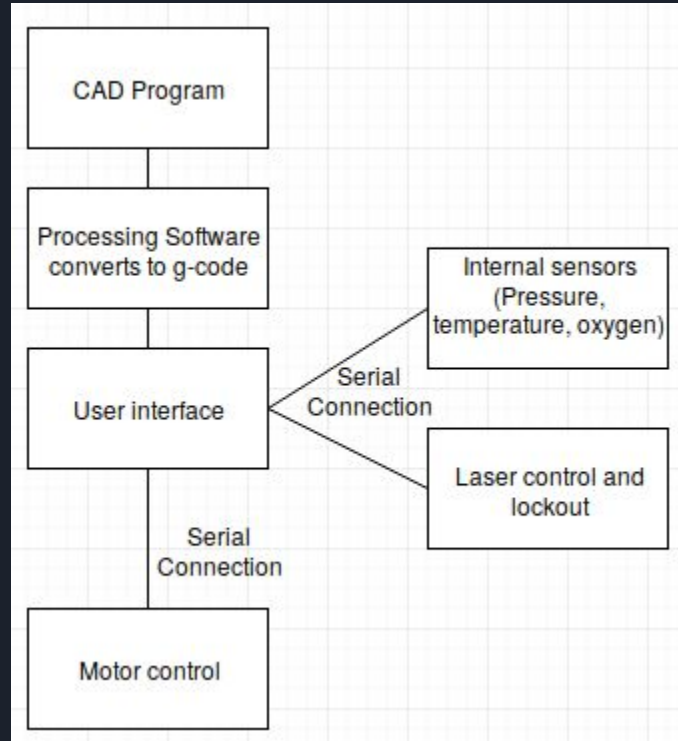 CAD Program
Processing Software
converts to g-code
User interface
Serial
Connection
Internal sensors
(Pressure,
temperature, oxygen)
Laser control and
lockout
Serial
Connection
Motor control